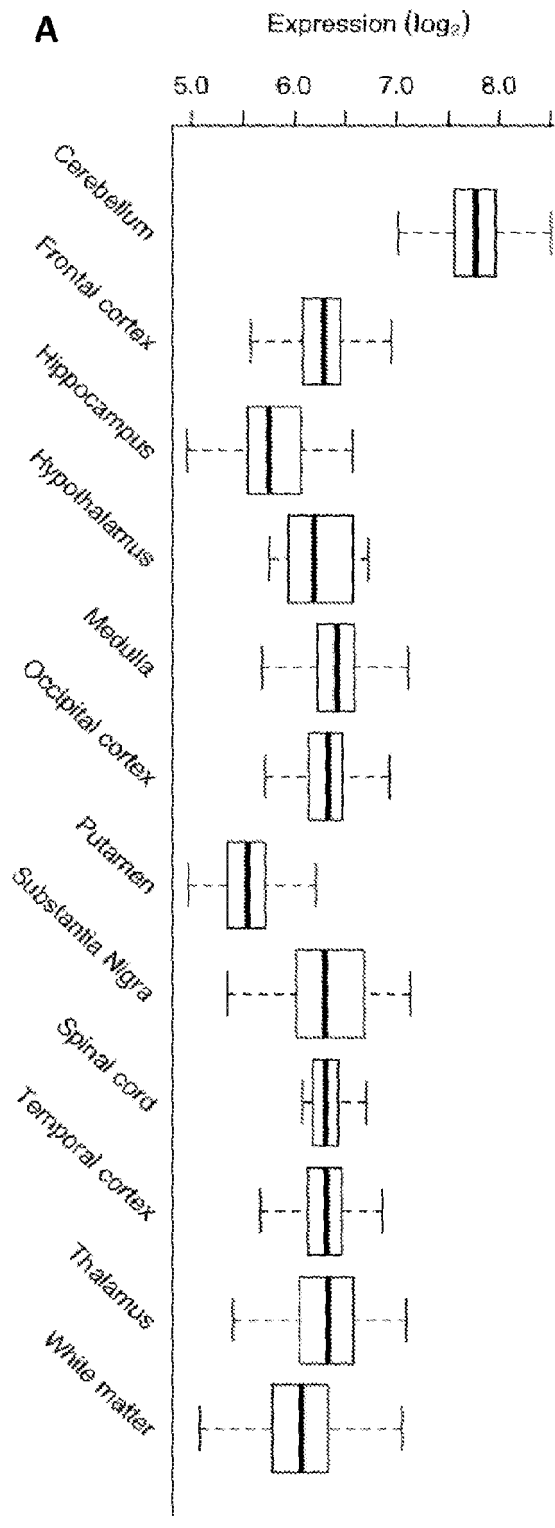 A
Expression (log₂)
5.0 6.0 7.0 8.0
Cerebellum
Frontal cortex
Hippocampus
Hypothalamus
Medulla
Occipital cortex
Putamen
Substantia Nigra
Spinal cord
Temporal cortex
Thalamus
White matter